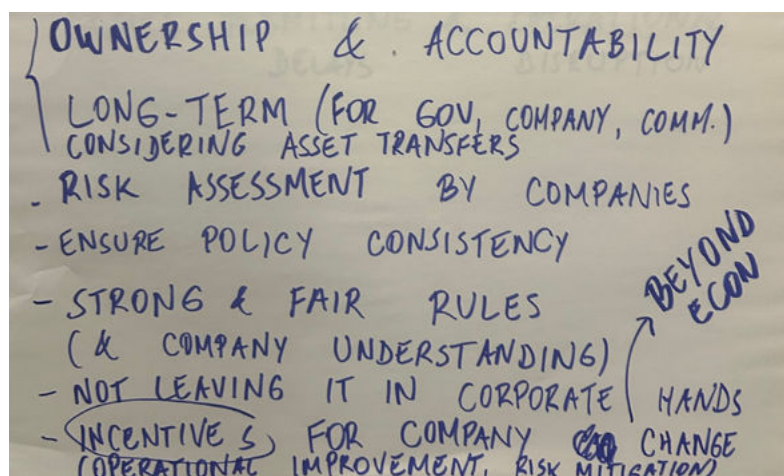 OWNERSHIP & ACCOUNTABILITY
LONG-TERM (FOR GOV, COMPANY, COMM.)
CONSIDERING ASSET TRANSFERS
- RISK ASSESSMENT BY COMPANIES
- ENSURE POLICY CONSISTENCY
- STRONG & FAIR RULES
(& COMPANY UNDERSTANDING)
BEYOND
ECON
- NOT LEAVING IT IN CORPORATE HANDS
- INCENTIVES FOR COMPANY CHANGE
(OPERATIONAL IMPROVEMENT, RISK MITIGATION